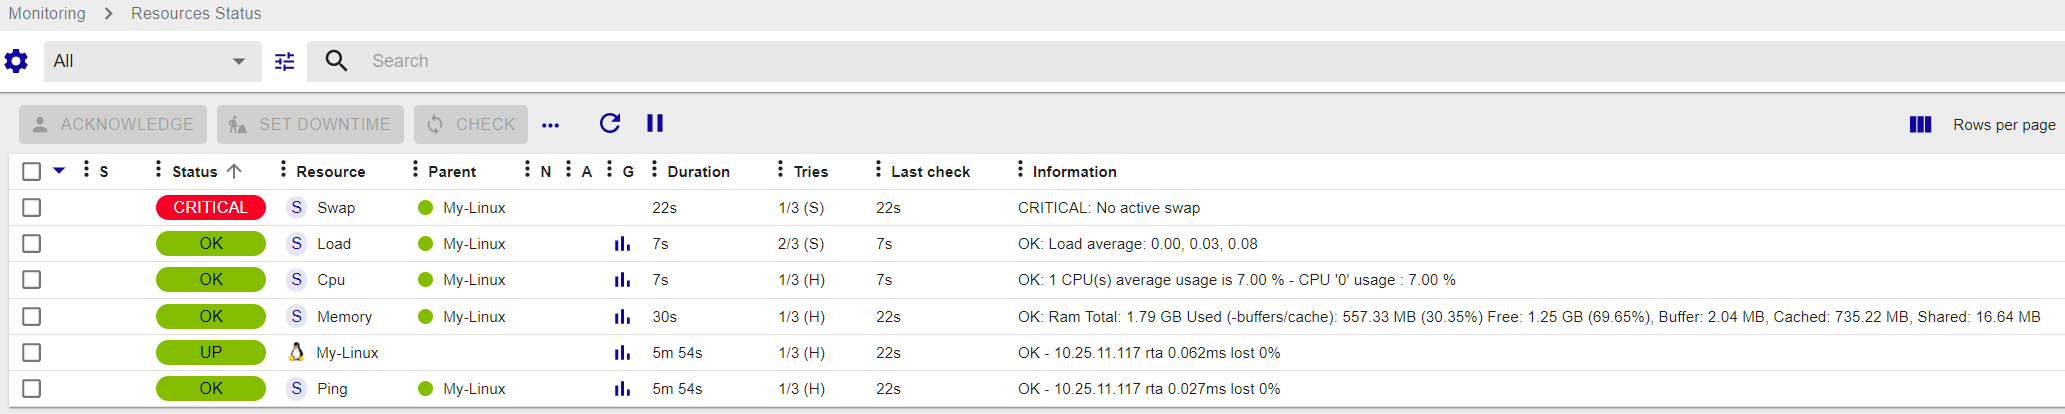 Monitoring > Resources Status
All Search
ACKNOWLEDGE SET DOWNTIME CHECK ... Rows per page
S Status Resource Parent N A G Duration Tries Last check Information
CRITICAL S Swap My-Linux 22s 1/3 (S) 22s CRITICAL: No active swap
OK S Load My-Linux 7s 2/3 (S) 7s OK: Load average: 0.00, 0.03, 0.08
OK S Cpu My-Linux 7s 1/3 (H) 7s OK: 1 CPU(s) average usage is 7.00 % - CPU '0' usage : 7.00 %
OK S Memory My-Linux 30s 1/3 (H) 22s OK: Ram Total: 1.79 GB Used (-buffers/cache): 557.33 MB (30.35%) Free: 1.25 GB (69.65%), Buffer: 2.04 MB, Cached: 735.22 MB, Shared: 16.64 MB
UP My-Linux 5m 54s 1/3 (H) 22s OK - 10.25.11.117 rta 0.062ms lost 0%
OK S Ping My-Linux 5m 54s 1/3 (H) 22s OK - 10.25.11.117 rta 0.027ms lost 0%